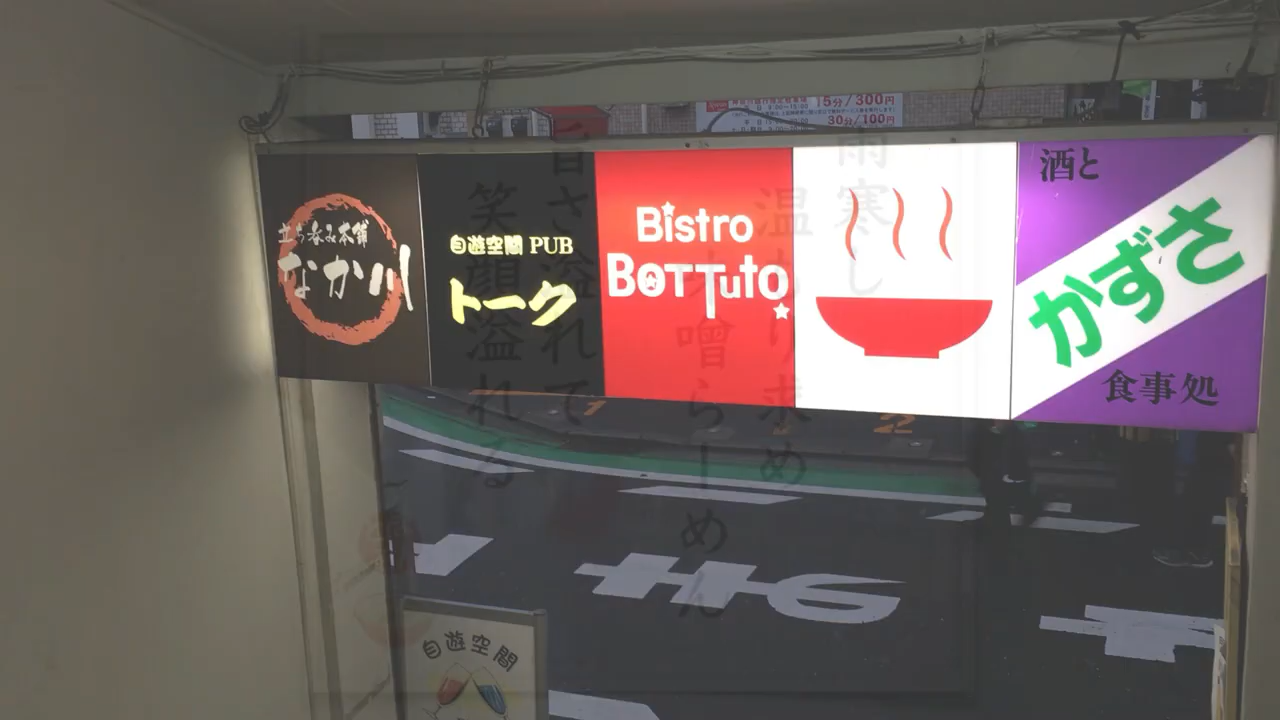 15分/300円
30分/100円
立ち呑み本舗
なか川
自遊空間 PUB
トーク
Bistro
BOTTuto
酒と
かずさ
食事処
雨寒し
温もり求め
味噌らーめん
旨さ溢れて
笑顔溢れる
1
22
自遊空間